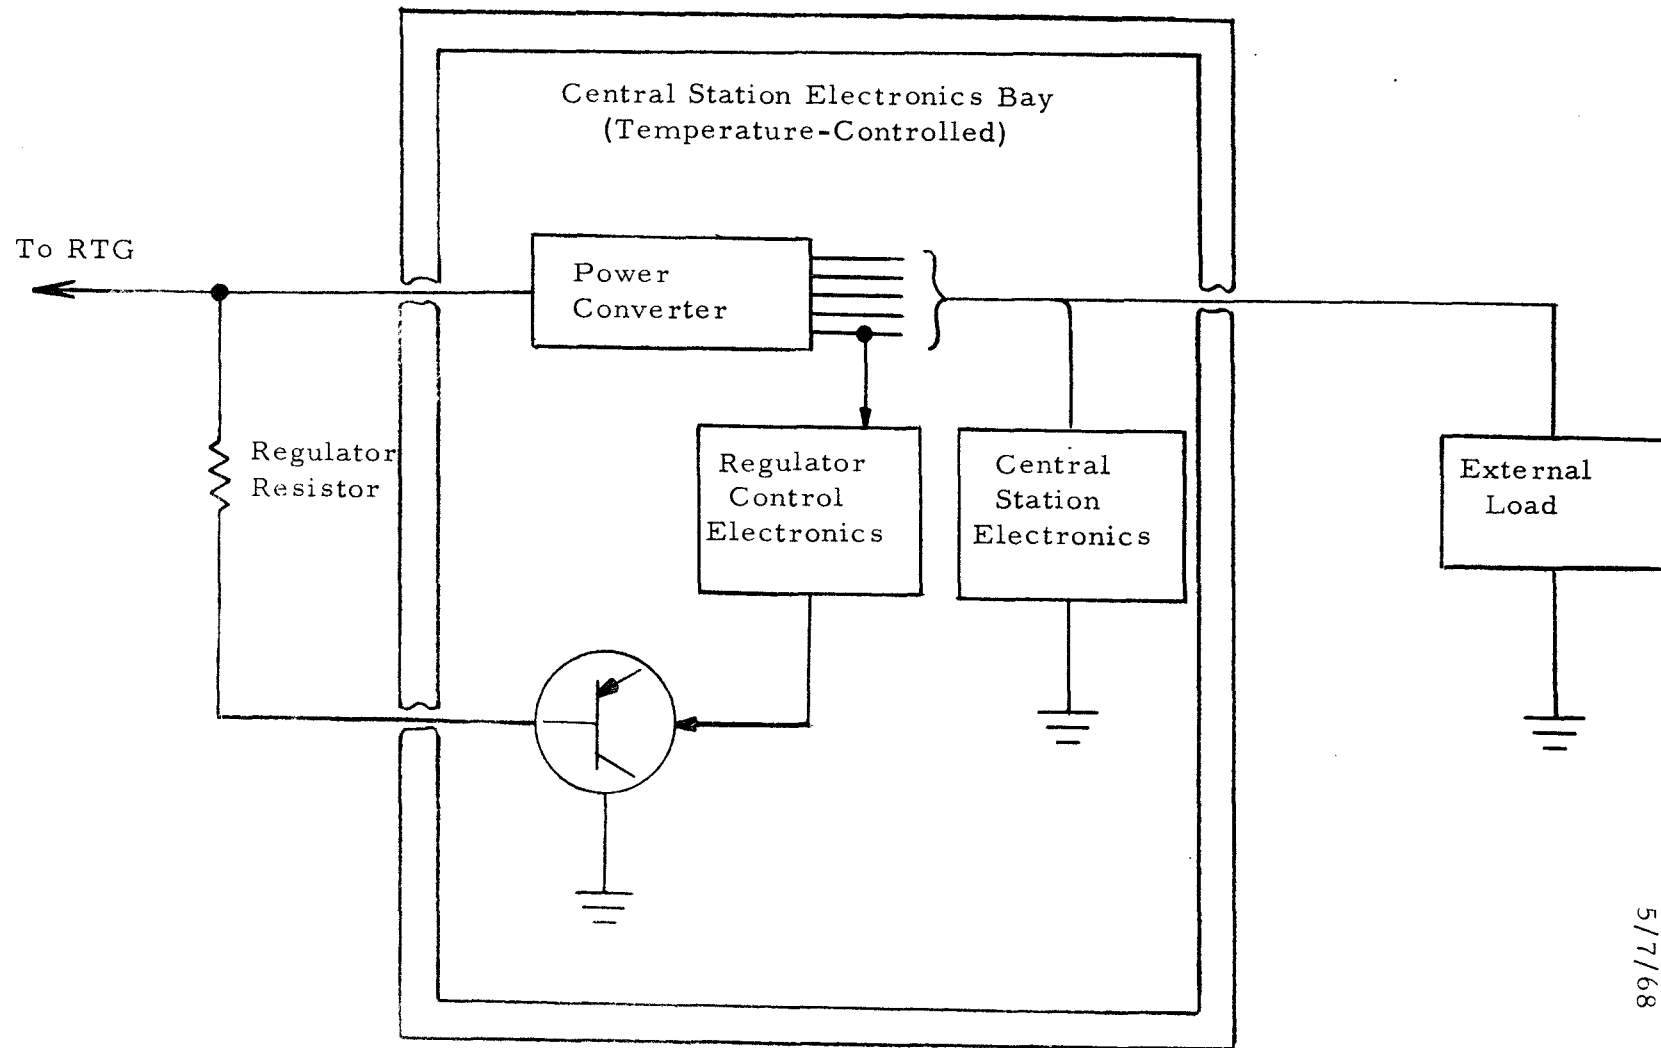 Central Station Electronics Bay
(Temperature-Controlled)
To RTG
Power
Converter
Regulator
Resistor
Regulator
Control
Electronics
Central
Station
Electronics
External
Load
5/7/68